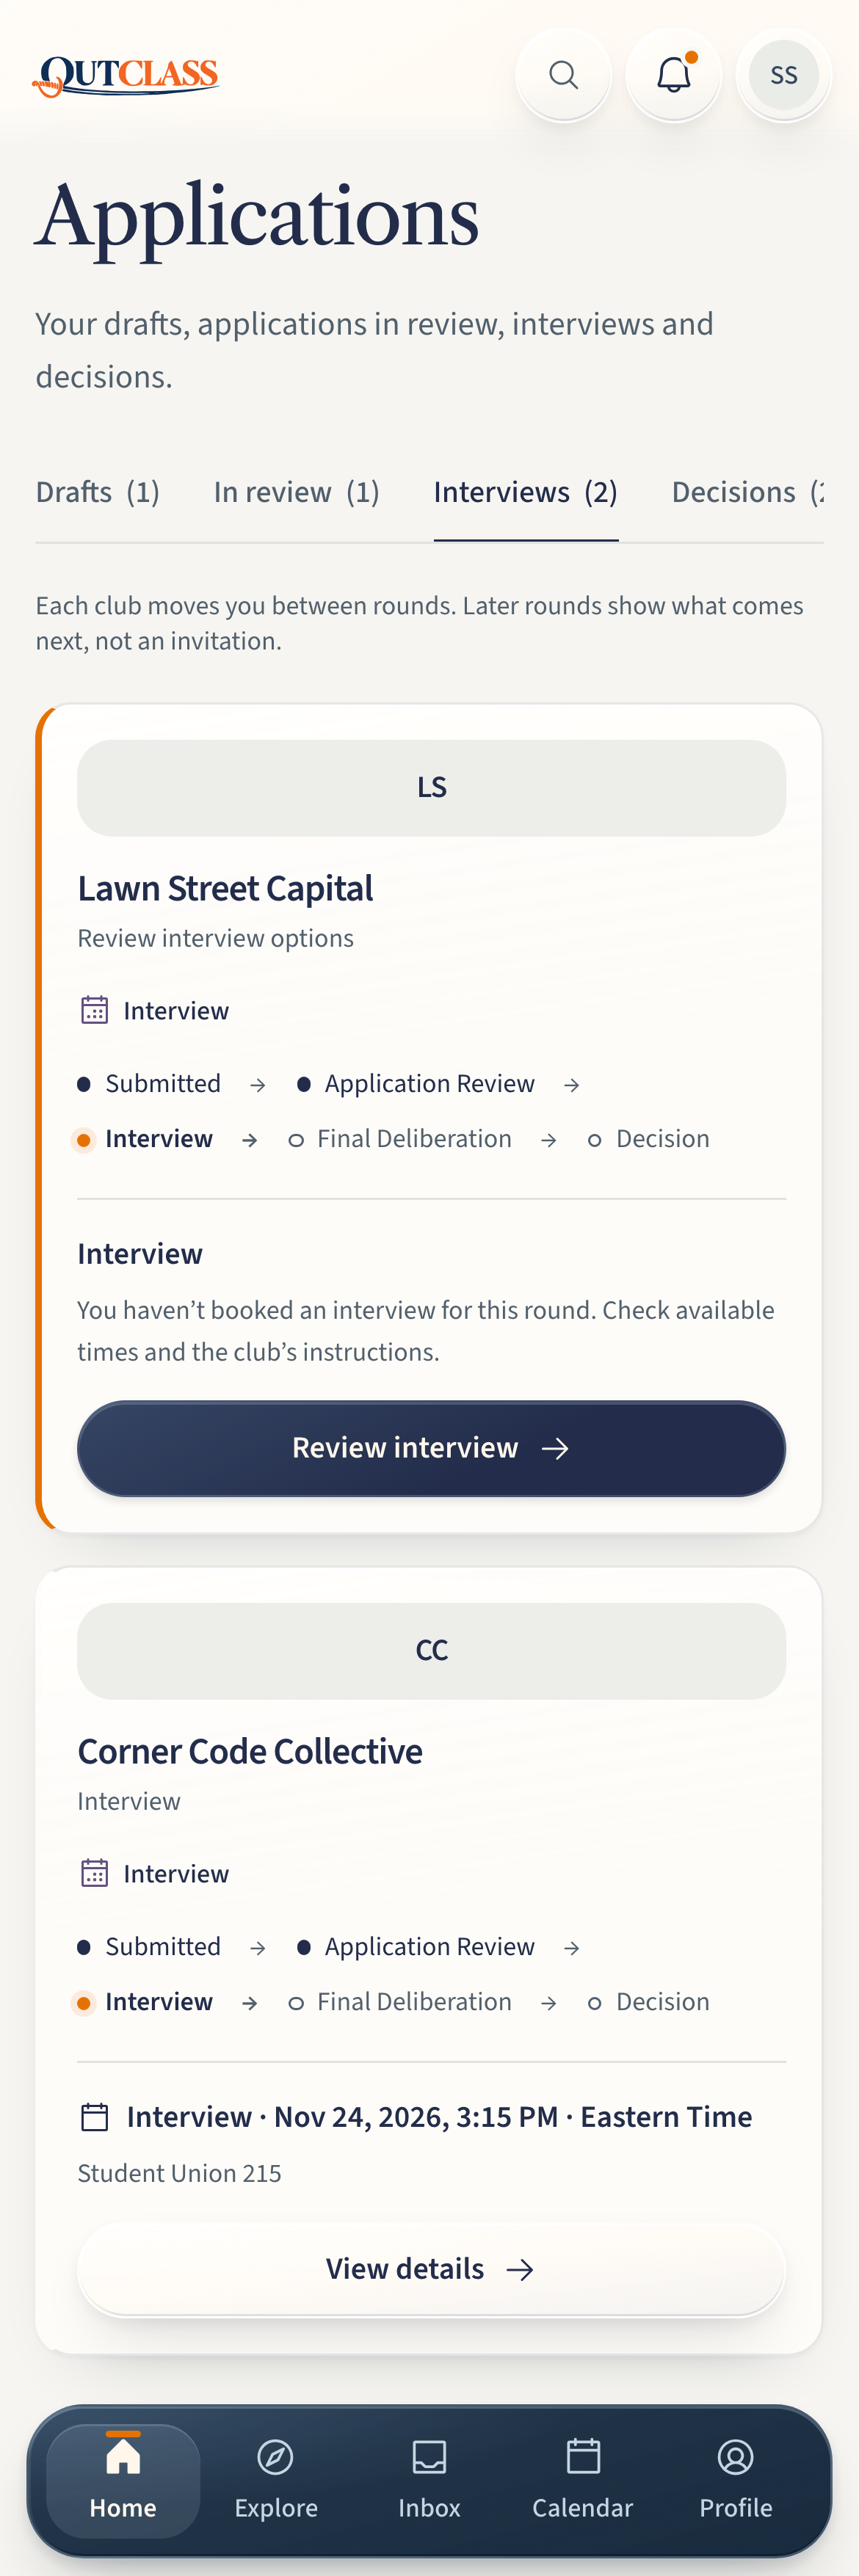 OUTCLASS
SS
Applications
Your drafts, applications in review, interviews and
decisions.
Drafts (1) In review (1) Interviews (2) Decisions (2
Each club moves you between rounds. Later rounds show what comes
next, not an invitation.
LS
Lawn Street Capital
Review interview options
Interview
Submitted → Application Review →
Interview → Final Deliberation → Decision
Interview
You haven’t booked an interview for this round. Check available
times and the club’s instructions.
Review interview →
CC
Corner Code Collective
Interview
Interview
Submitted → Application Review →
Interview → Final Deliberation → Decision
Interview · Nov 24, 2026, 3:15 PM · Eastern Time
Student Union 215
View details →
Home Explore Inbox Calendar Profile